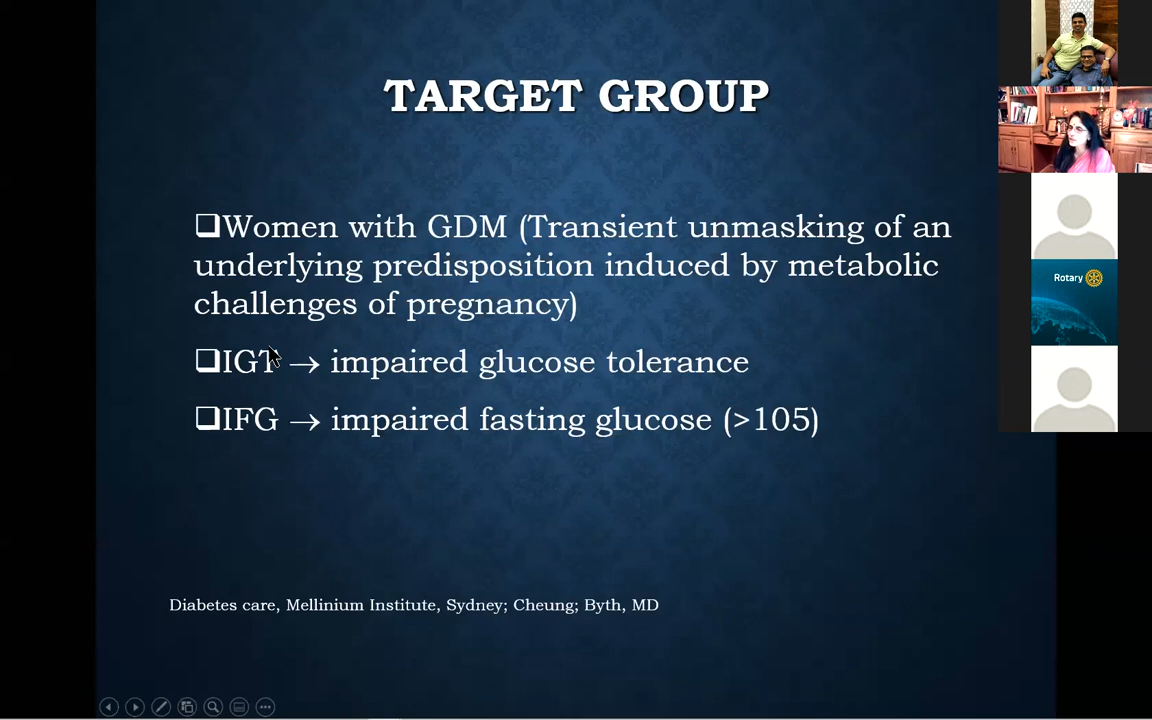 TARGET GROUP
❑Women with GDM (Transient unmasking of an
underlying predisposition induced by metabolic
challenges of pregnancy)
❑IGT → impaired glucose tolerance
❑IFG → impaired fasting glucose (>105)
Diabetes care, Mellinium Institute, Sydney; Cheung; Byth, MD
Rotary